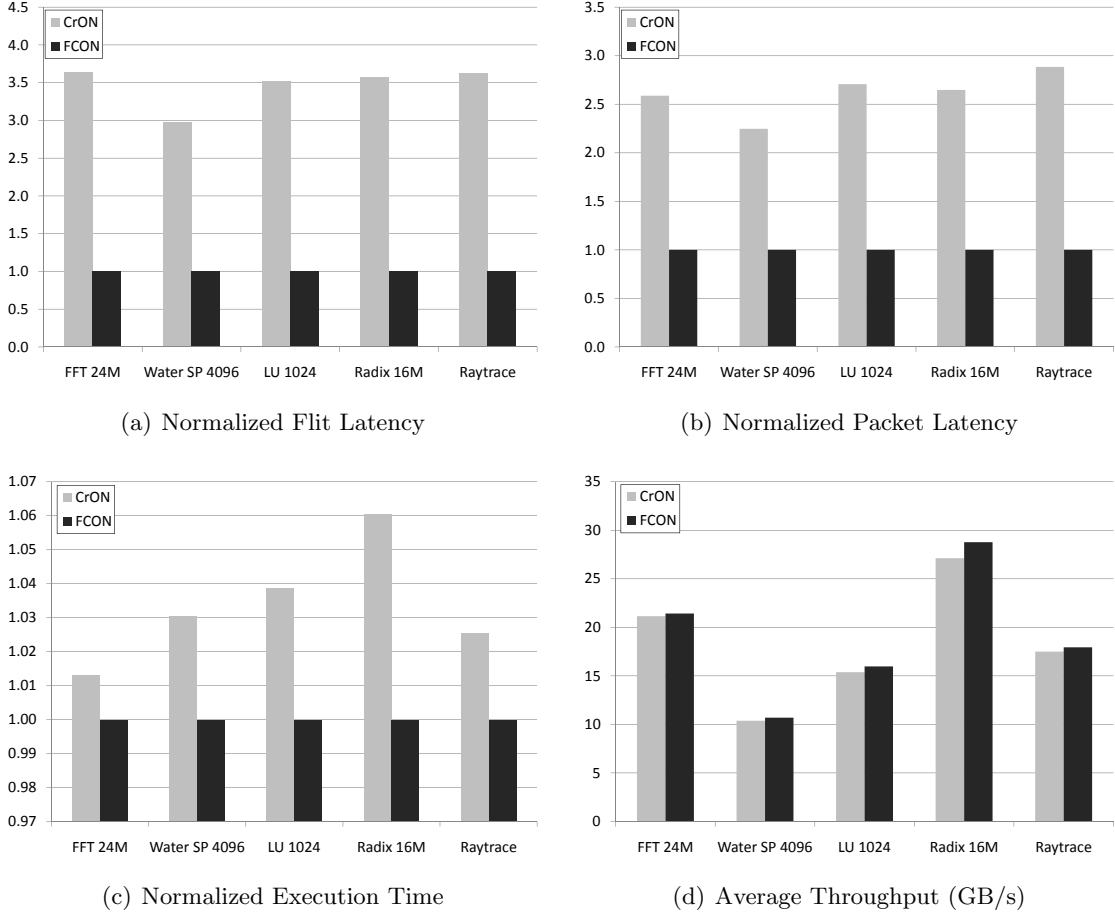 4.5
4.0
3.5
3.0
2.5
2.0
1.5
1.0
0.5
0.0
CrON
FCON
FFT 24M Water SP 4096 LU 1024 Radix 16M Raytrace
(a) Normalized Flit Latency
3.5
3.0
2.5
2.0
1.5
1.0
0.5
0.0
CrON
FCON
FFT 24M Water SP 4096 LU 1024 Radix 16M Raytrace
(b) Normalized Packet Latency
1.07
1.06
1.05
1.04
1.03
1.02
1.01
1.00
0.99
0.98
0.97
CrON
FCON
FFT 24M Water SP 4096 LU 1024 Radix 16M Raytrace
(c) Normalized Execution Time
35
30
25
20
15
10
5
0
CrON
FCON
FFT 24M Water SP 4096 LU 1024 Radix 16M Raytrace
(d) Average Throughput (GB/s)